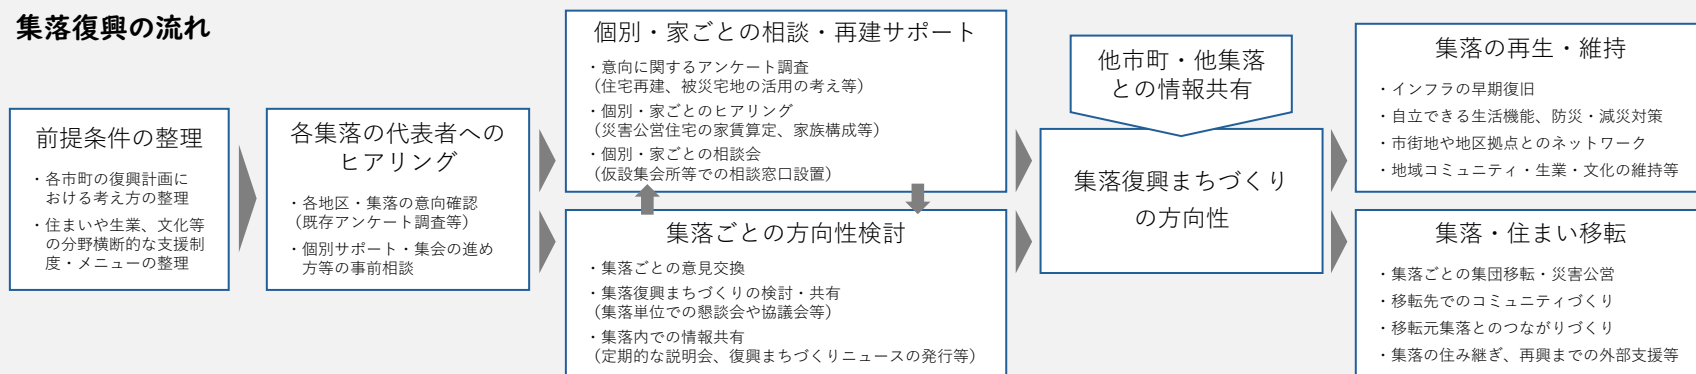 集落復興の流れ
前提条件の整理
・各市町の復興計画に
おける考え方の整理
・住まいや生業、文化等
の分野横断的な支援制
度・メニューの整理
各集落の代表者への
ヒアリング
・各地区・集落の意向確認
（既存アンケート調査等）
・個別サポート・集会の進め
方等の事前相談
個別・家ごとの相談・再建サポート
・意向に関するアンケート調査
（住宅再建、被災宅地の活用の考え等）
・個別・家ごとのヒアリング
（災害公営住宅の家賃算定、家族構成等）
・個別・家ごとの相談会
（仮設集会所等での相談窓口設置）
集落ごとの方向性検討
・集落ごとの意見交換
・集落復興まちづくりの検討・共有
（集落単位での懇談会や協議会等）
・集落内での情報共有
（定期的な説明会、復興まちづくりニュースの発行等）
他市町・他集落
との情報共有
集落復興まちづくり
の方向性
集落の再生・維持
・インフラの早期復旧
・自立できる生活機能、防災・減災対策
・市街地や地区拠点とのネットワーク
・地域コミュニティ・生業・文化の維持等
集落・住まい移転
・集落ごとの集団移転・災害公営
・移転先でのコミュニティづくり
・移転元集落とのつながりづくり
・集落の住み継ぎ、再興までの外部支援等